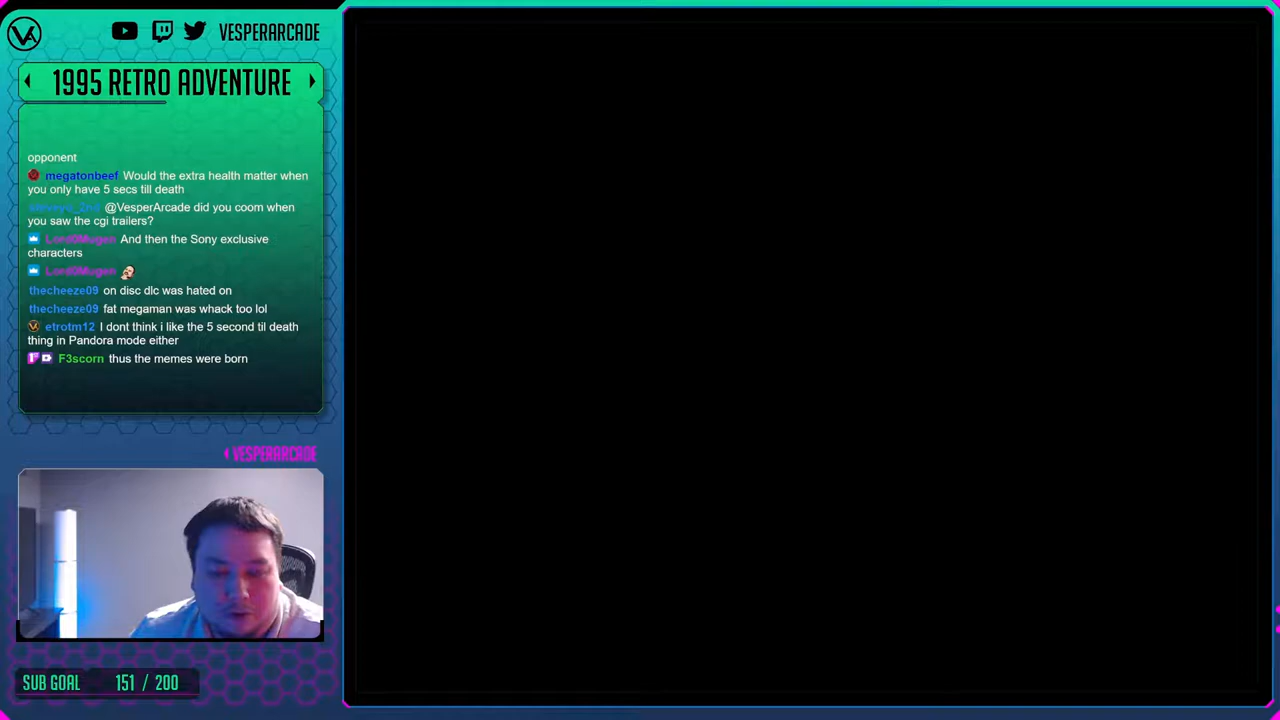 VESPERARCADE
1995 RETRO ADVENTURE
opponent
megatonbeef Would the extra health matter when
you only have 5 secs till death
@VesperArcade did you coom when
you saw the cgi trailers?
Lord0Mugen And then the Sony exclusive
characters
Lord0Mugen
thecheeze09 on disc dlc was hated on
thecheeze09 fat megaman was whack too lol
etrotm12 I dont think i like the 5 second til death
thing in Pandora mode either
F3scorn thus the memes were born
VESPERARCADE
SUB GOAL 151 / 200